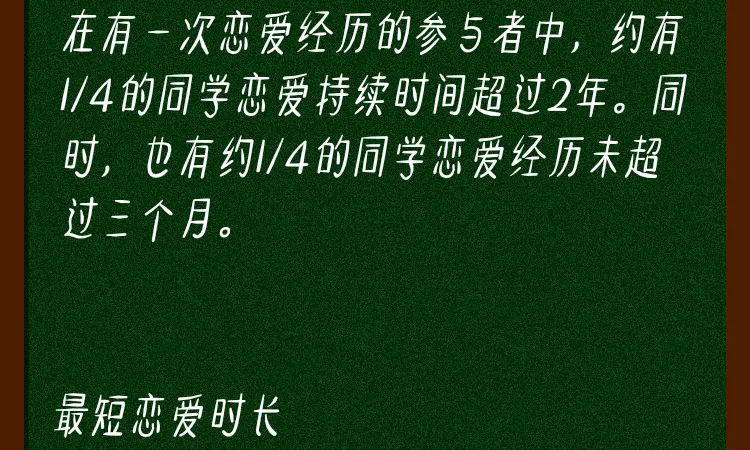 在有一次恋爱经历的参与者中，约有
1/4的同学恋爱持续时间超过2年。同
时，也有约1/4的同学恋爱经历未超
过三个月。
最短恋爱时长